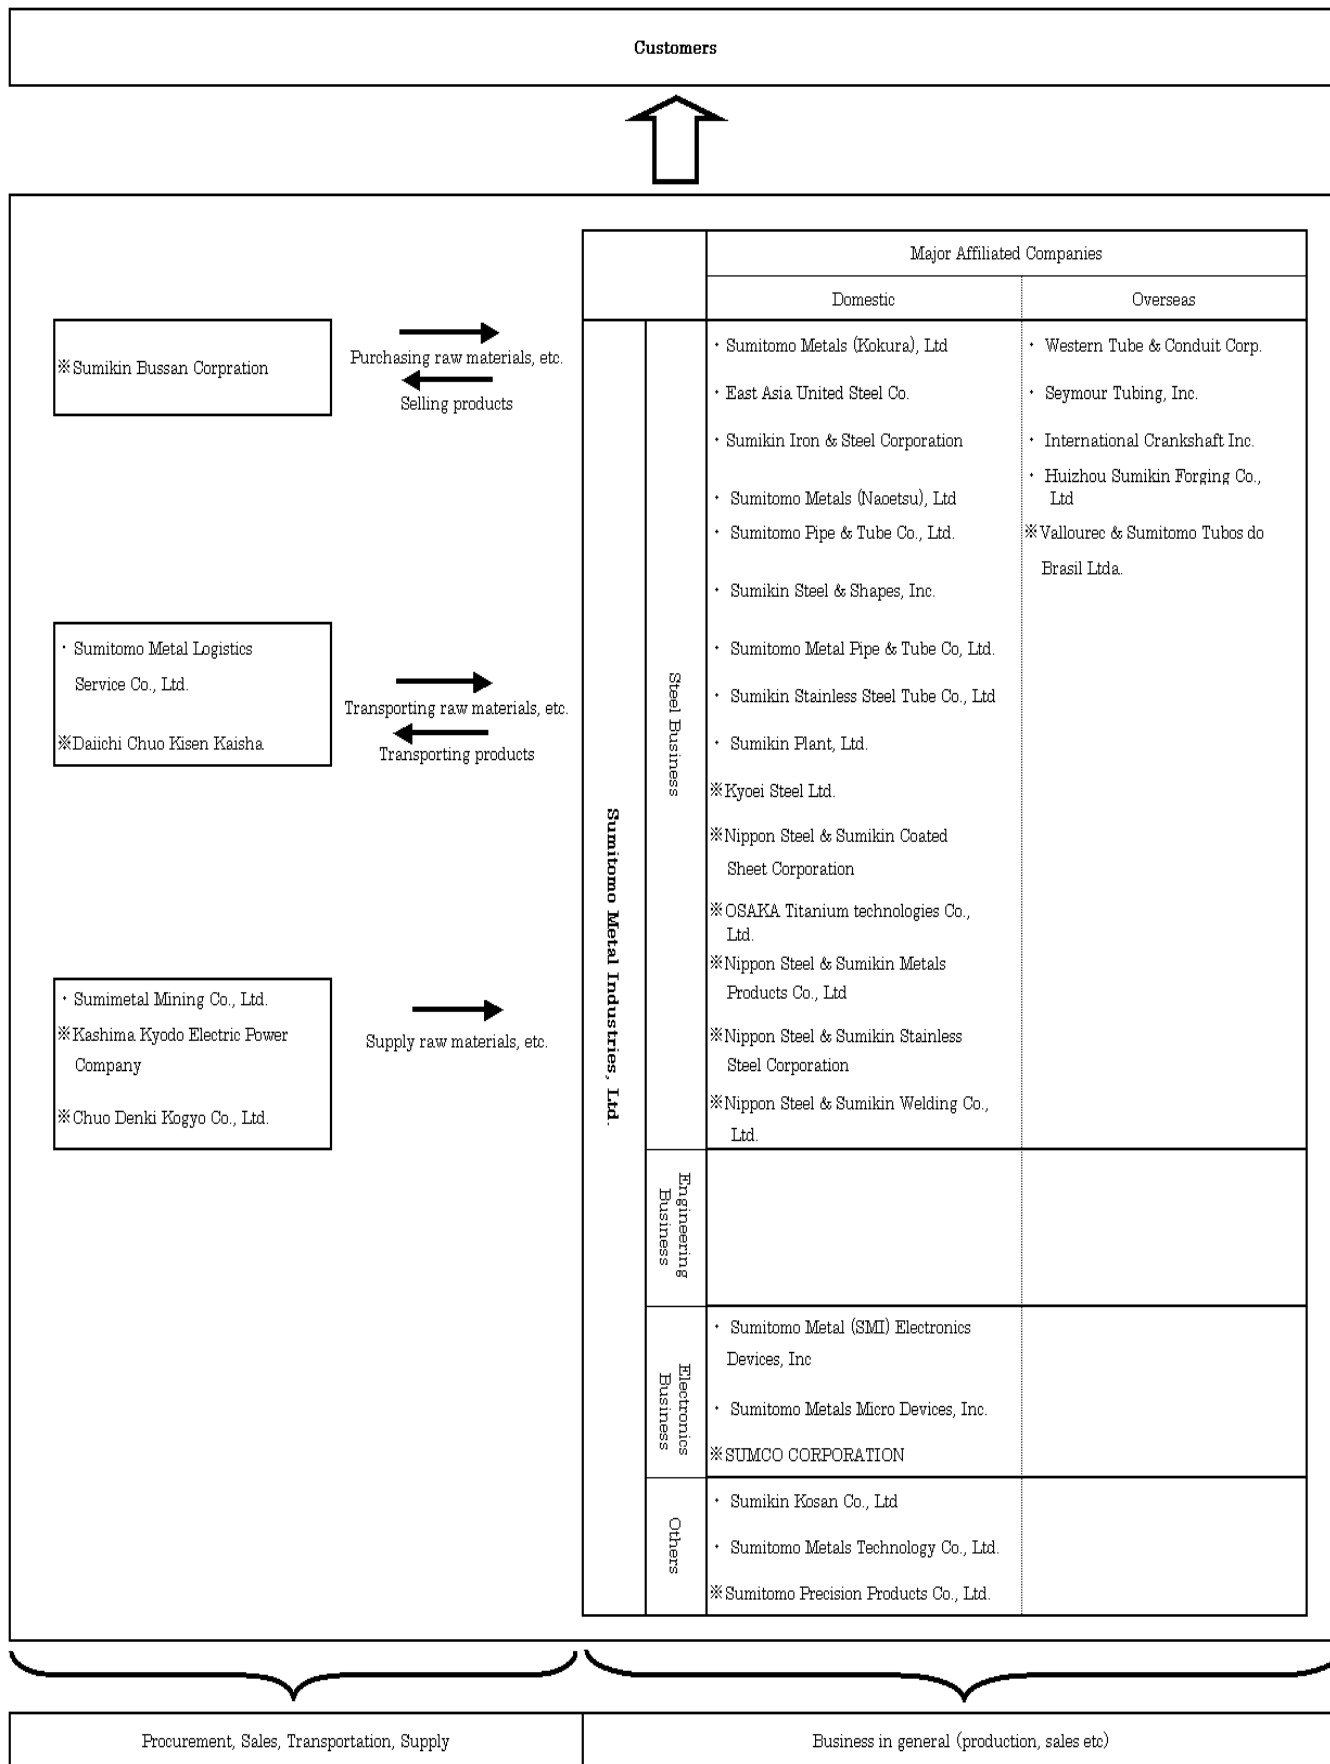 Customers
Major Affiliated Companies
Domestic
Overseas
※Sumikin Bussan Corpration
Purchasing raw materials, etc.
Selling products
・ Sumitomo Metal Logistics
Service Co., Ltd.
※Daiichi Chuo Kisen Kaisha
Transporting raw materials, etc.
Transporting products
・ Sumimetal Mining Co., Ltd.
※Kashima Kyodo Electric Power
Company
※Chuo Denki Kogyo Co., Ltd.
Supply raw materials, etc.
Sumitomo Metal Industries, Ltd.
Steel Business
・ Sumitomo Metals (Kokura), Ltd
・ East Asia United Steel Co.
・ Sumikin Iron & Steel Corporation
・ Sumitomo Metals (Naoetsu), Ltd
・ Sumitomo Pipe & Tube Co., Ltd.
・ Sumikin Steel & Shapes, Inc.
・ Sumitomo Metal Pipe & Tube Co, Ltd.
・ Sumikin Stainless Steel Tube Co., Ltd
・ Sumikin Plant, Ltd.
※Kyoei Steel Ltd.
※Nippon Steel & Sumikin Coated
Sheet Corporation
※OSAKA Titanium technologies Co.,
Ltd.
※Nippon Steel & Sumikin Metals
Products Co., Ltd
※Nippon Steel & Sumikin Stainless
Steel Corporation
※Nippon Steel & Sumikin Welding Co.,
Ltd.
・ Western Tube & Conduit Corp.
・ Seymour Tubing, Inc.
・ International Crankshaft Inc.
・ Huizhou Sumikin Forging Co.,
Ltd
※Vallourec & Sumitomo Tubos do
Brasil Ltda.
Engineering
Business
Electronics
Business
・ Sumitomo Metal (SMI) Electronics
Devices, Inc
・ Sumitomo Metals Micro Devices, Inc.
※SUMCO CORPORATION
Others
・ Sumikin Kosan Co., Ltd
・ Sumitomo Metals Technology Co., Ltd.
※Sumitomo Precision Products Co., Ltd.
Procurement, Sales, Transportation, Supply
Business in general (production, sales etc)